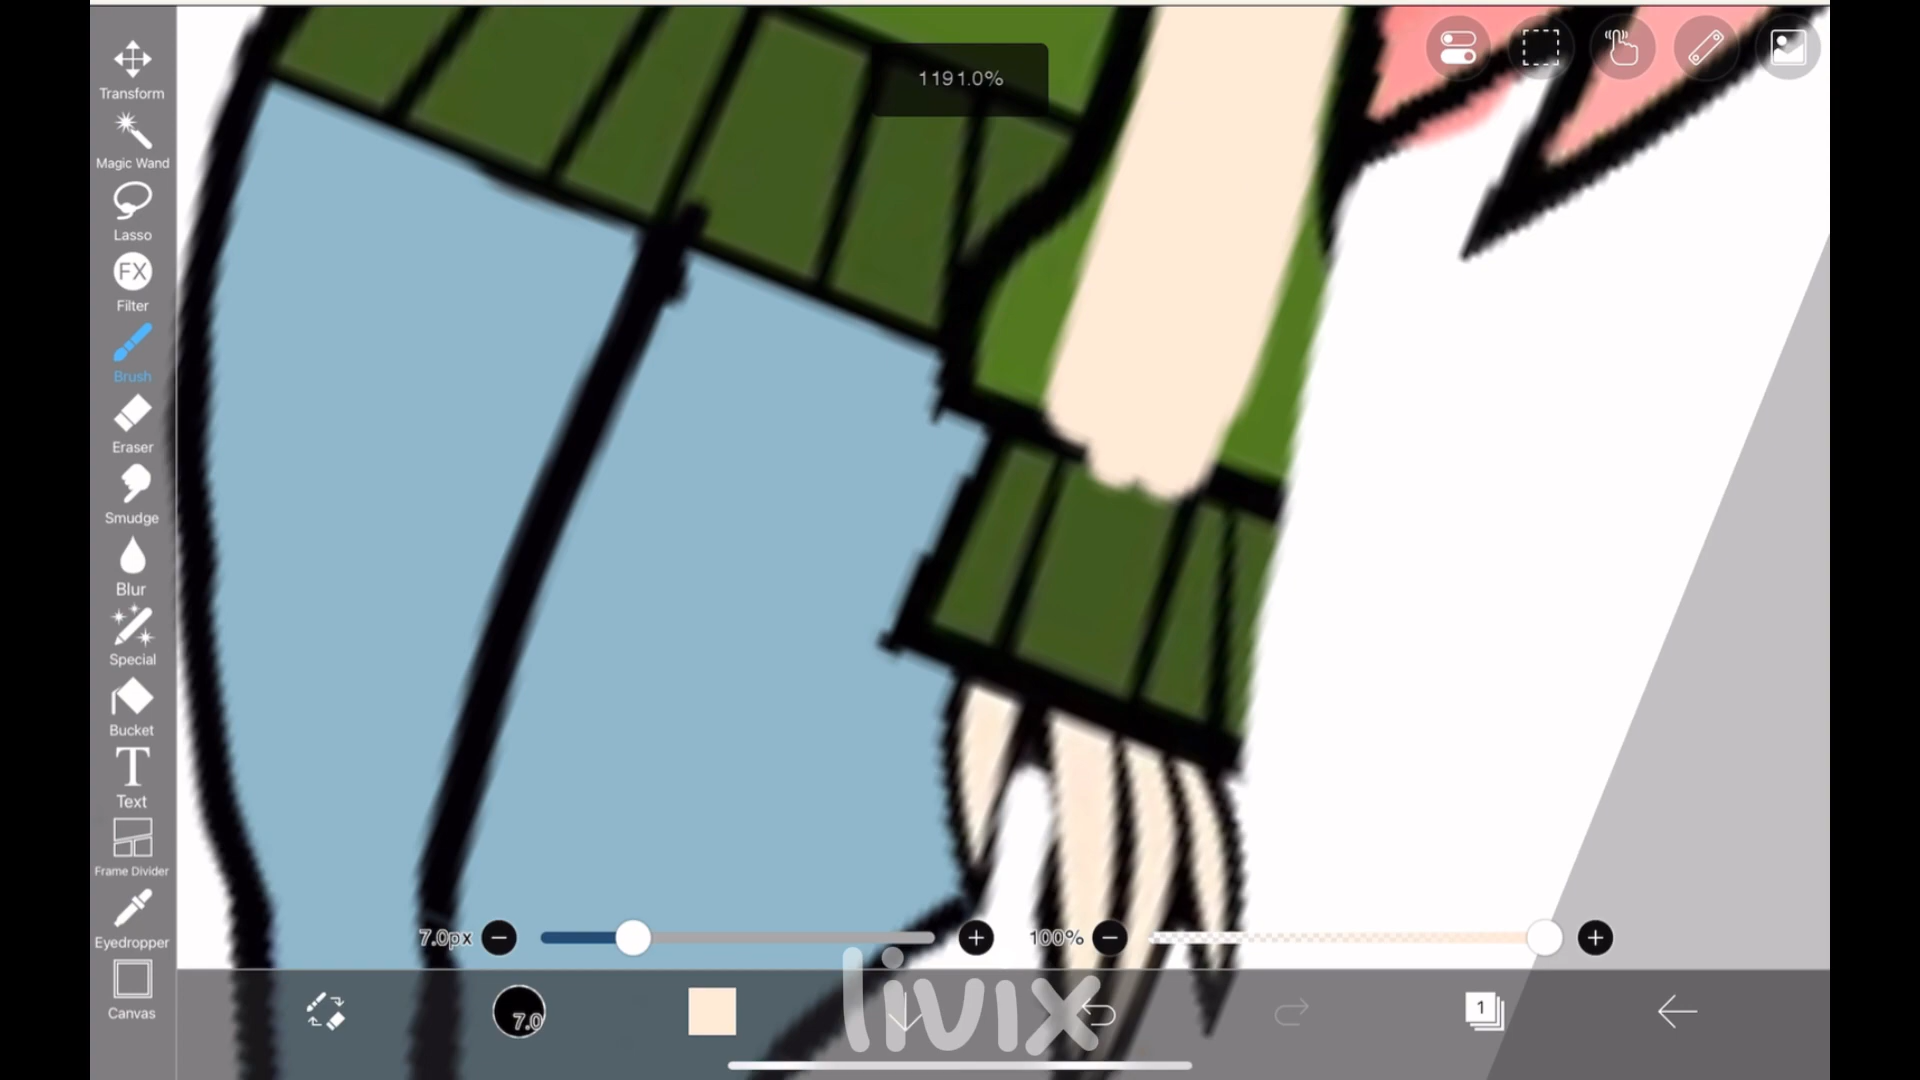 1191.0%
Transform
Magic Wand
Lasso
FX
Filter
Brush
Eraser
Smudge
Blur
Special
Bucket
T
Text
Frame Divider
Eyedropper
Canvas
7.0px
100%
7.0
1
livix